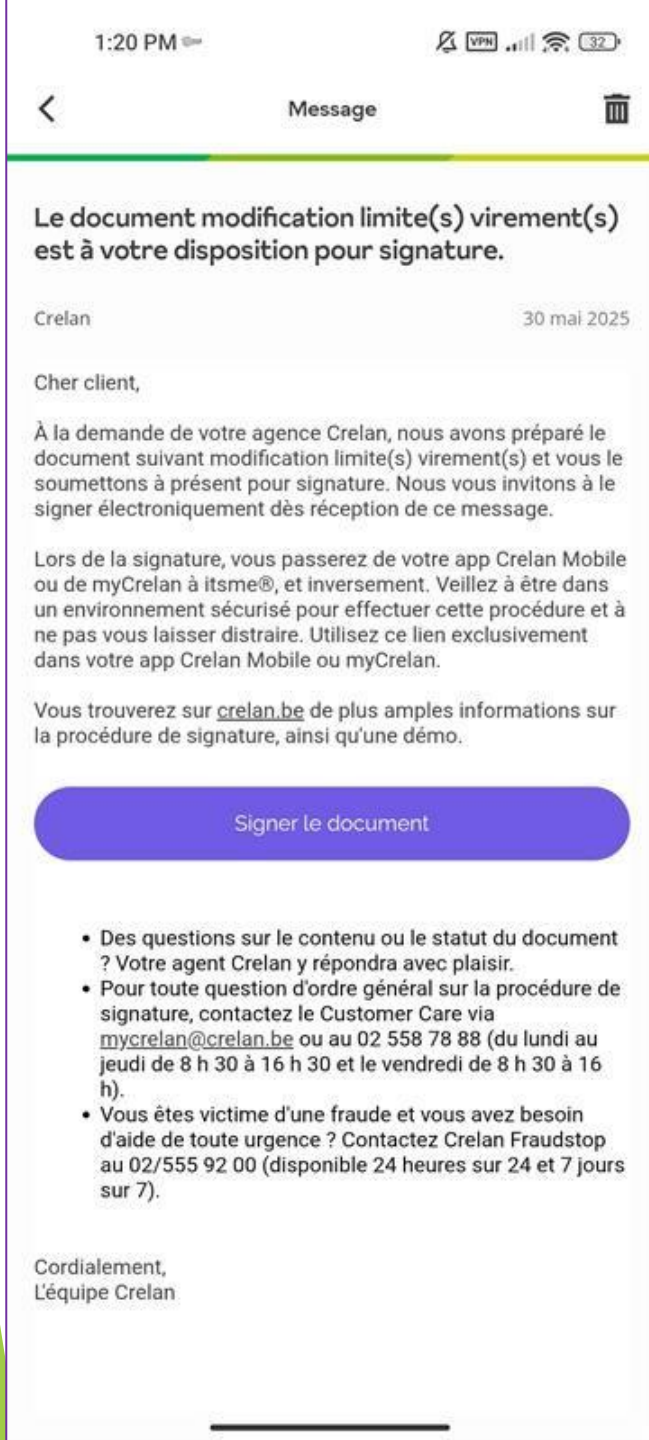 1:20 PM
VPN
32
Message
Le document modification limite(s) virement(s)
est à votre disposition pour signature.
Crelan
30 mai 2025
Cher client,
À la demande de votre agence Crelan, nous avons préparé le
document suivant modification limite(s) virement(s) et vous le
soumettons à présent pour signature. Nous vous invitons à le
signer électroniquement dès réception de ce message.
Lors de la signature, vous passerez de votre app Crelan Mobile
ou de myCrelan à itsme®, et inversement. Veillez à être dans
un environnement sécurisé pour effectuer cette procédure et à
ne pas vous laisser distraire. Utilisez ce lien exclusivement
dans votre app Crelan Mobile ou myCrelan.
Vous trouverez sur crelan.be de plus amples informations sur
la procédure de signature, ainsi qu'une démo.
Signer le document
• Des questions sur le contenu ou le statut du document
? Votre agent Crelan y répondra avec plaisir.
• Pour toute question d'ordre général sur la procédure de
signature, contactez le Customer Care via
mycrelan@crelan.be ou au 02 558 78 88 (du lundi au
jeudi de 8 h 30 à 16 h 30 et le vendredi de 8 h 30 à 16
h).
• Vous êtes victime d'une fraude et vous avez besoin
d'aide de toute urgence ? Contactez Crelan Fraudstop
au 02/555 92 00 (disponible 24 heures sur 24 et 7 jours
sur 7).
Cordialement,
L'équipe Crelan